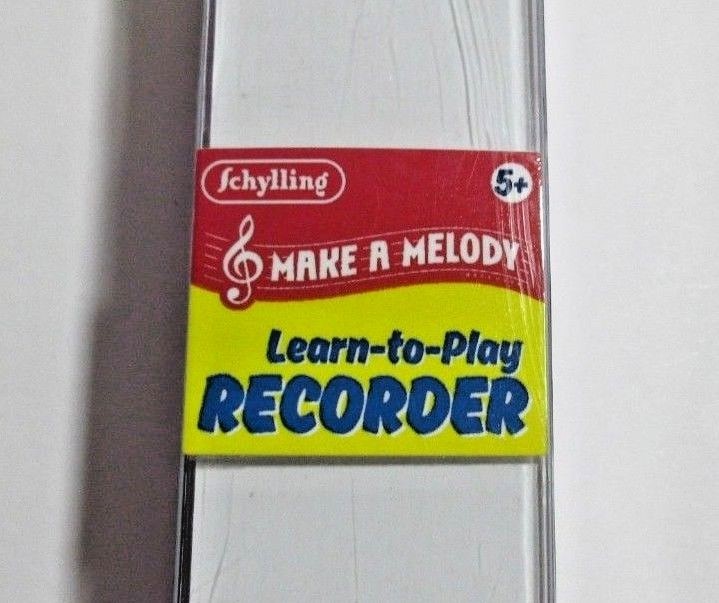 Schylling
5+
MAKE A MELODY
Learn-to-Play
RECORDER